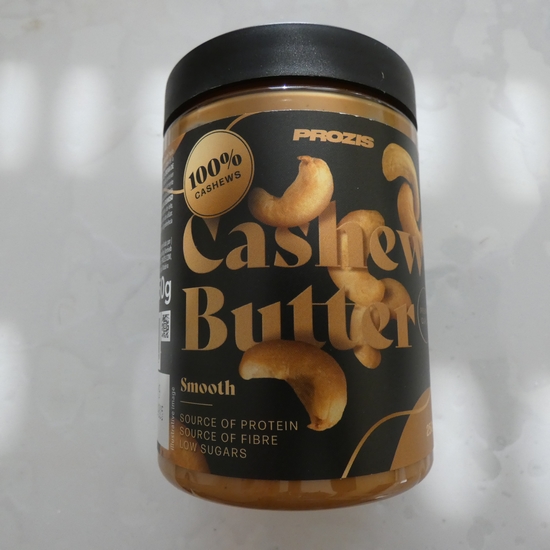 PROZIS
100%
CASHEWS
Cashew
Butter
Smooth
SOURCE OF PROTEIN
SOURCE OF FIBRE
LOW SUGARS